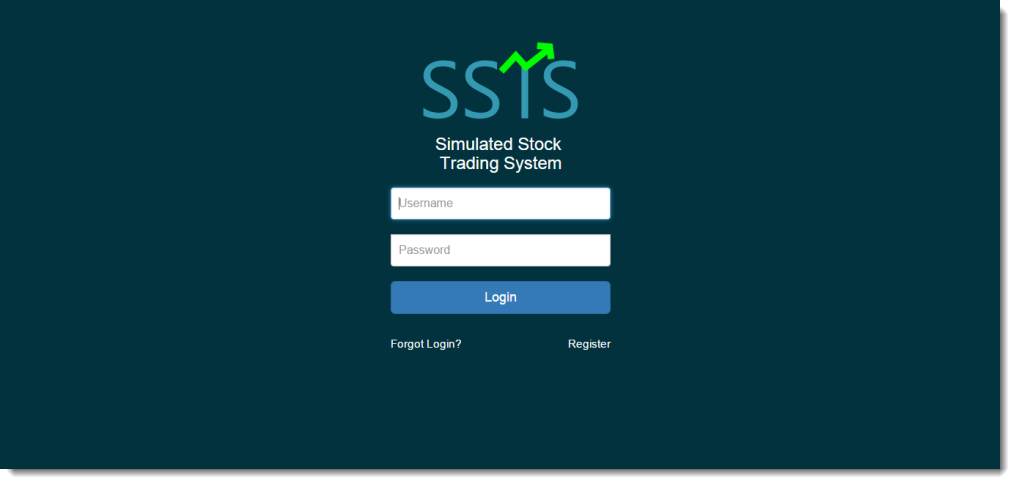 SSTS
Simulated Stock
Trading System
Username
Password
Login
Forgot Login?
Register